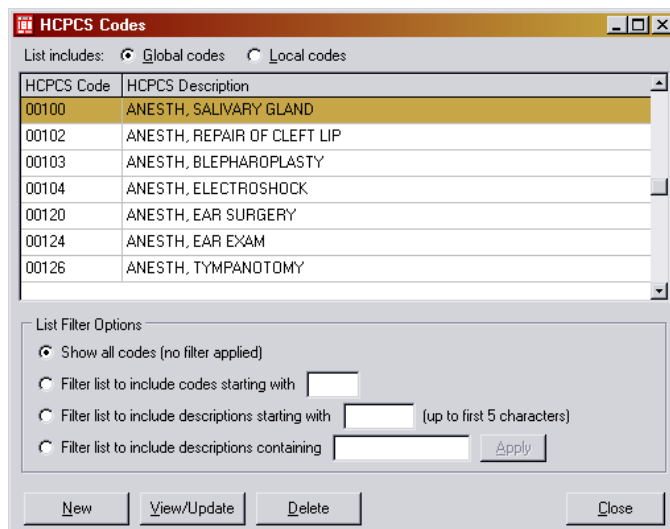 HCPCS Codes
List includes: Global codes Local codes
HCPCS Code HCPCS Description
00100 ANESTH, SALIVARY GLAND
00102 ANESTH, REPAIR OF CLEFT LIP
00103 ANESTH, BLEPHAROPLASTY
00104 ANESTH, ELECTROSHOCK
00120 ANESTH, EAR SURGERY
00124 ANESTH, EAR EXAM
00126 ANESTH, TYMPANOTOMY
List Filter Options
Show all codes (no filter applied)
Filter list to include codes starting with
Filter list to include descriptions starting with (up to first 5 characters)
Filter list to include descriptions containing Apply
New View/Update Delete Close